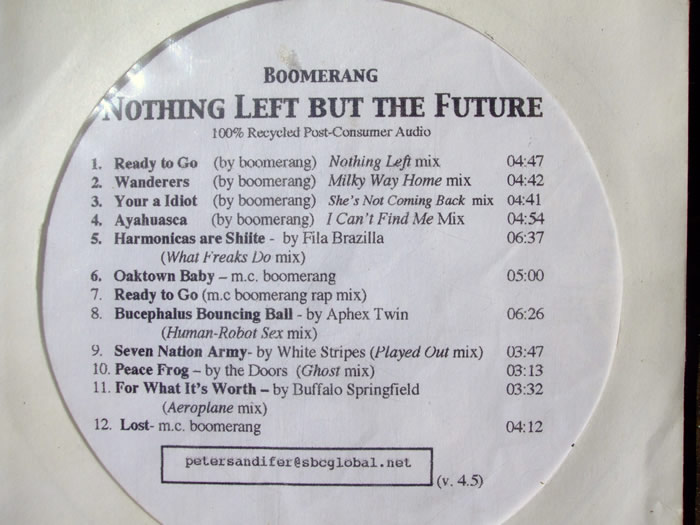 BOOMERANG
NOTHING LEFT BUT THE FUTURE
100% Recycled Post-Consumer Audio
1. Ready to Go (by boomerang) Nothing Left mix 04:47
2. Wanderers (by boomerang) Milky Way Home mix 04:42
3. Your a Idiot (by boomerang) She's Not Coming Back mix 04:41
4. Ayahuasca (by boomerang) I Can't Find Me Mix 04:54
5. Harmonicas are Shiite - by Fila Brazilla 06:37
(What Freaks Do mix)
6. Oaktown Baby – m.c. boomerang 05:00
7. Ready to Go (m.c boomerang rap mix)
8. Bucephalus Bouncing Ball - by Aphex Twin 06:26
(Human-Robot Sex mix)
9. Seven Nation Army- by White Stripes (Played Out mix) 03:47
10. Peace Frog – by the Doors (Ghost mix) 03:13
11. For What It's Worth – by Buffalo Springfield 03:32
(Aeroplane mix)
12. Lost- m.c. boomerang 04:12
petersandifer@sbcglobal.net
(v. 4.5)